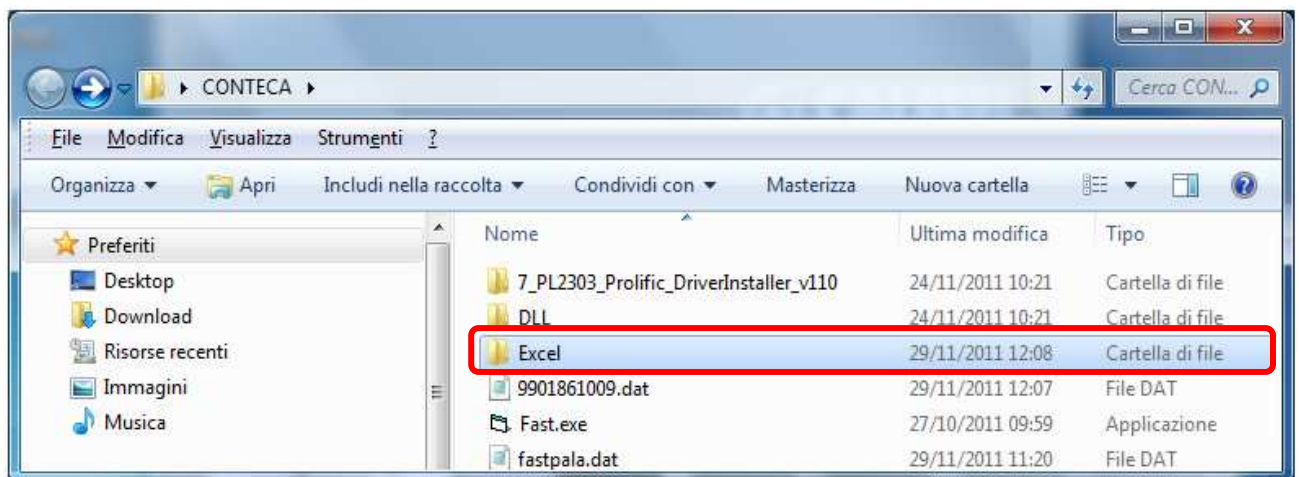 CONTECA
Cerca CON...
File Modifica Visualizza Strumenti ?
Organizza Apri Includi nella raccolta Condividi con Masterizza Nuova cartella
Preferiti
Desktop
Download
Risorse recenti
Immagini
Musica
Nome Ultima modifica Tipo
7_PL2303_Prolific_DriverInstaller_v110 24/11/2011 10:21 Cartella di file
DLL 24/11/2011 10:21 Cartella di file
Excel 29/11/2011 12:08 Cartella di file
9901861009.dat 29/11/2011 12:07 File DAT
Fast.exe 27/10/2011 09:59 Applicazione
fastpala.dat 29/11/2011 11:20 File DAT